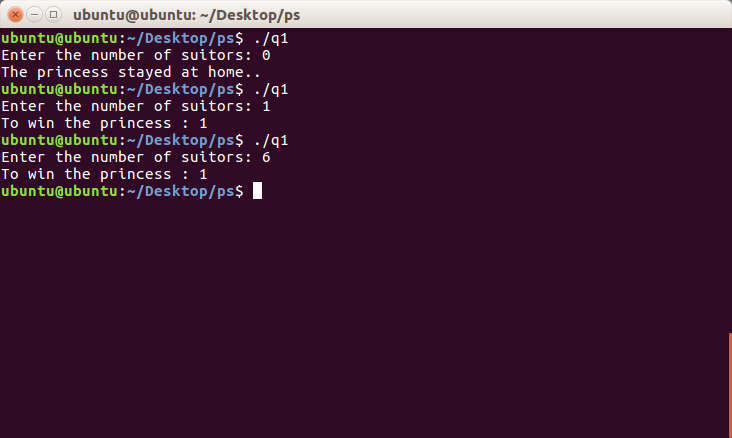 ubuntu@ubuntu: ~/Desktop/ps
ubuntu@ubuntu:~/Desktop/ps$ ./q1
Enter the number of suitors: 0
The princess stayed at home..
ubuntu@ubuntu:~/Desktop/ps$ ./q1
Enter the number of suitors: 1
To win the princess : 1
ubuntu@ubuntu:~/Desktop/ps$ ./q1
Enter the number of suitors: 6
To win the princess : 1
ubuntu@ubuntu:~/Desktop/ps$